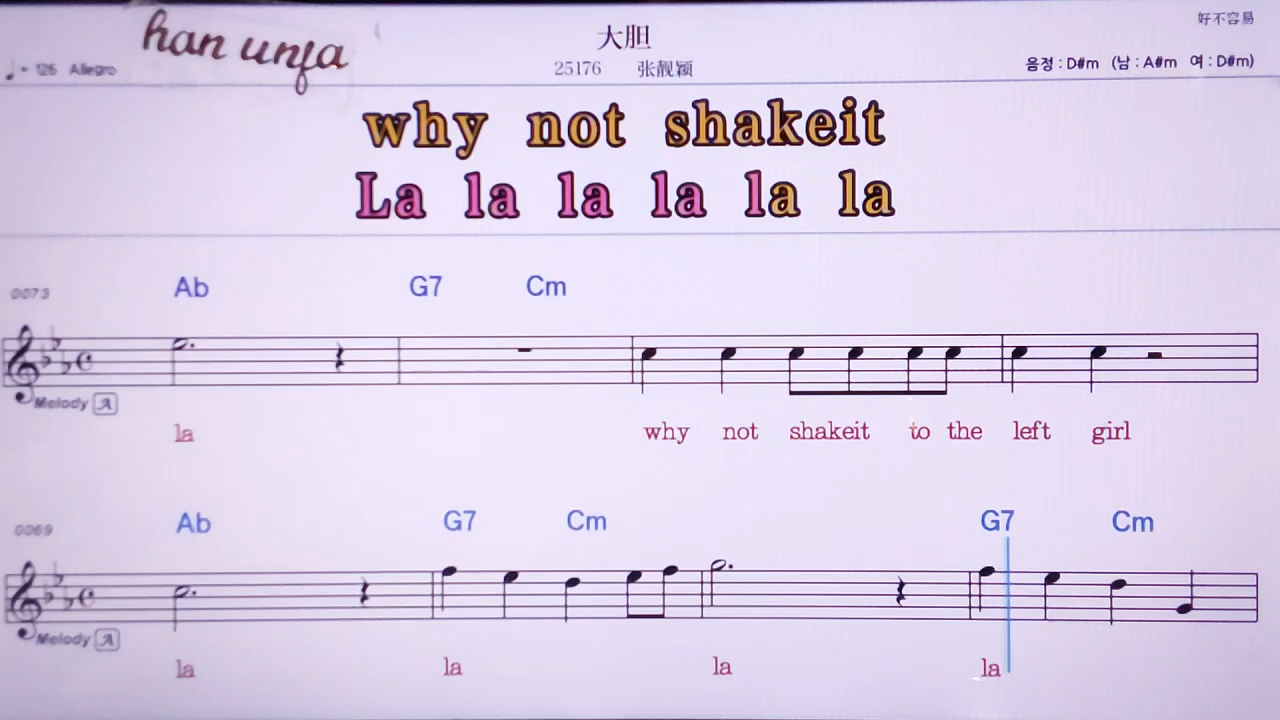 好不容易
han unja
大胆
♩= 126 Allegro
25176 张靓颖
음정 : D#m (남 : A#m 여 : D#m)
why not shakeit
La la la la la la
0073 Ab G7 Cm
Melody A
la why not shakeit to the left girl
0069 Ab G7 Cm G7 Cm
Melody A
la la la la